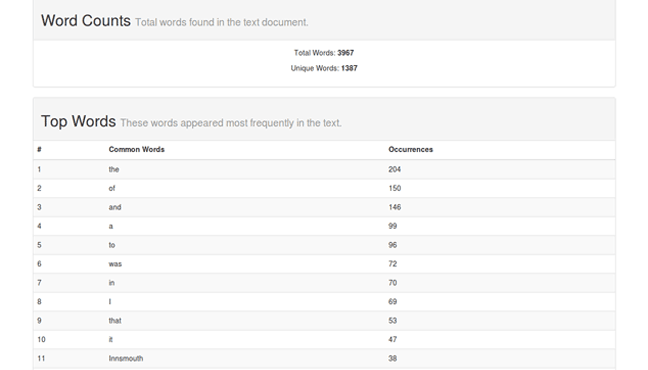 Word Counts Total words found in the text document.
Total Words: 3967
Unique Words: 1387
Top Words These words appeared most frequently in the text.
# Common Words Occurrences
1 the 204
2 of 150
3 and 146
4 a 99
5 to 96
6 was 72
7 in 70
8 I 69
9 that 53
10 it 47
11 Innsmouth 38